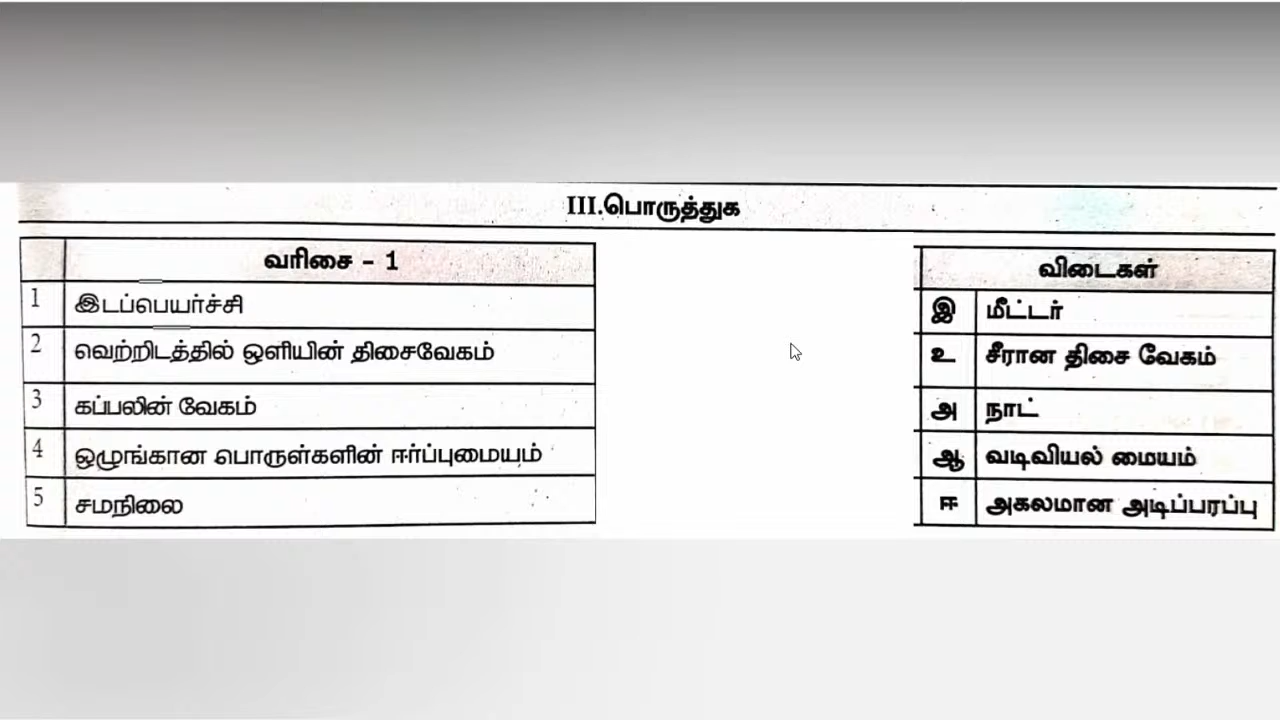 III.பொருத்துக
வரிசை - 1
1 இடப்பெயர்ச்சி
2 வெற்றிடத்தில் ஒளியின் திசைவேகம்
3 கப்பலின் வேகம்
4 ஒழுங்கான பொருள்களின் ஈர்ப்புமையம்
5 சமநிலை
விடைகள்
இ மீட்டர்
உ சீரான திசை வேகம்
அ நாட்
ஆ வடிவியல் மையம்
ஈ அகலமான அடிப்பரப்பு